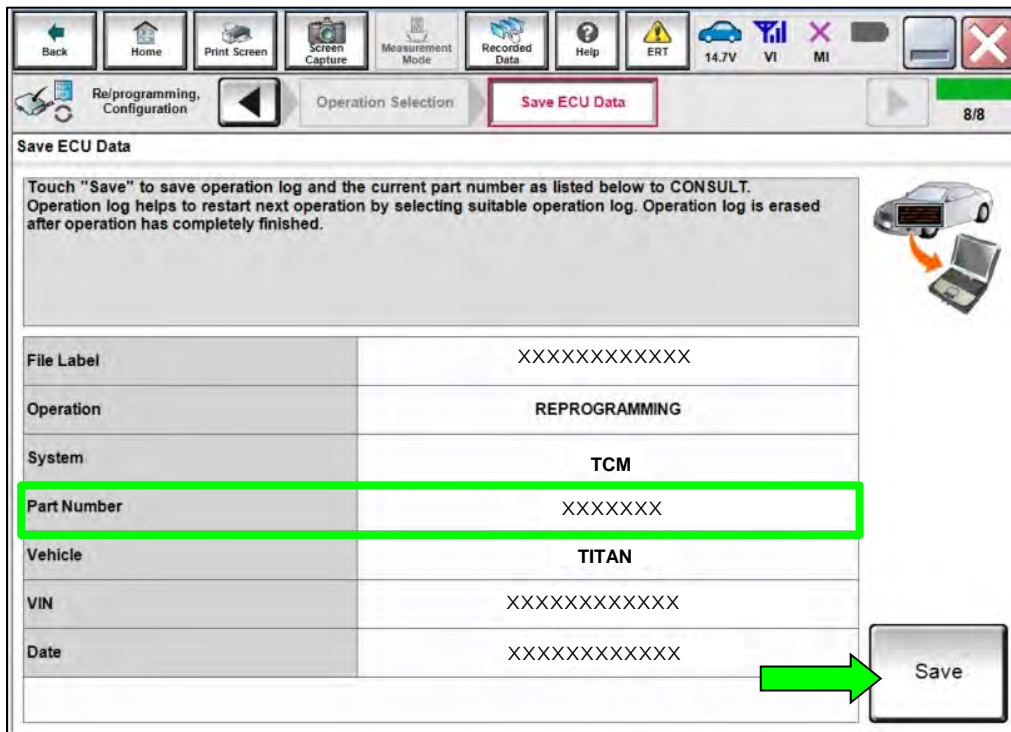 Back
Home
Print Screen
Screen Capture
Measurement Mode
Recorded Data
Help
ERT
14.7V
VI
MI
Re/programming, Configuration
Operation Selection
Save ECU Data
8/8
Save ECU Data
Touch "Save" to save operation log and the current part number as listed below to CONSULT.
Operation log helps to restart next operation by selecting suitable operation log. Operation log is erased
after operation has completely finished.
File Label XXXXXXXXXXXX
Operation REPROGRAMMING
System TCM
Part Number XXXXXXX
Vehicle TITAN
VIN XXXXXXXXXXXX
Date XXXXXXXXXXXX
Save